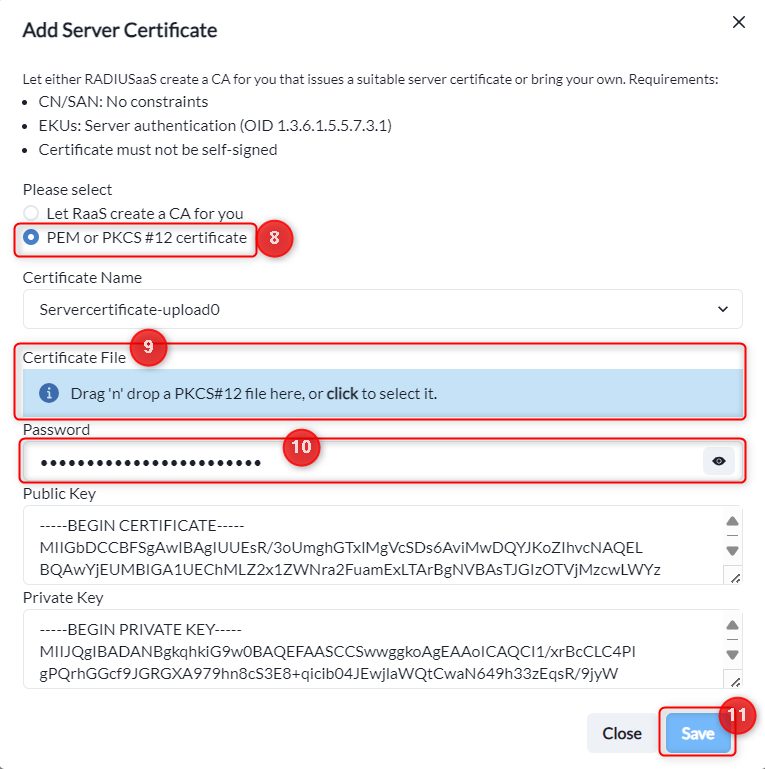 Add Server Certificate
Let either RADIUSaaS create a CA for you that issues a suitable server certificate or bring your own. Requirements:
• CN/SAN: No constraints
• EKUs: Server authentication (OID 1.3.6.1.5.5.7.3.1)
• Certificate must not be self-signed
Please select
Let RaaS create a CA for you
PEM or PKCS #12 certificate
8
Certificate Name
Servercertificate-upload0
9
Certificate File
Drag 'n' drop a PKCS#12 file here, or click to select it.
Password
••••••••••••••••••••••••
10
Public Key
-----BEGIN CERTIFICATE-----
MIIGbDCCBFSgAwIBAgIUUEsR/3oUmghGTxIMgVcSDs6AviMwDQYJKoZIhvcNAQEL
BQAwYjEUMBIGA1UEChMLZ2x1ZWNra2FuamExLTArBgNVBAsTJGIzOTVjMzcwLWYz
Private Key
-----BEGIN PRIVATE KEY-----
MIIJQgIBADANBgkqhkiG9w0BAQEFAASCCSwwggkoAgEAAoICAQCI1/xrBcCLC4PI
gPQrhGGcf9JGRGXA979hn8cS3E8+qicib04JEwjlaWQtCwaN649h33zEqsR/9jyW
Close
Save
11